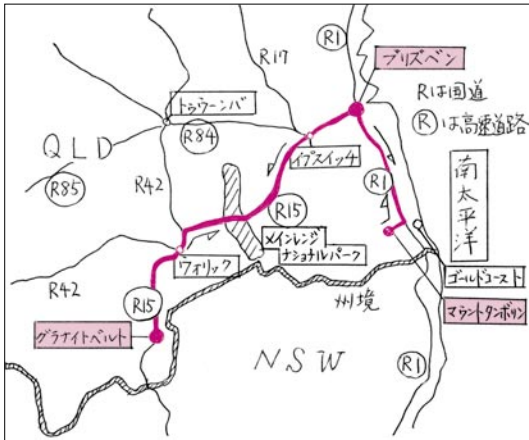 R1
R17
ブリズベン
Rは国道
Ⓡは高速道路
トゥウーンバ
R84
QLD
R85
R42
イプスイッチ
R1
南太平洋
R15
メインレンジ
ナショナルパーク
ウォリック
ゴールドコースト
R42
R15
州境
マウントタンボリン
グラナイトベルト
NSW
R1